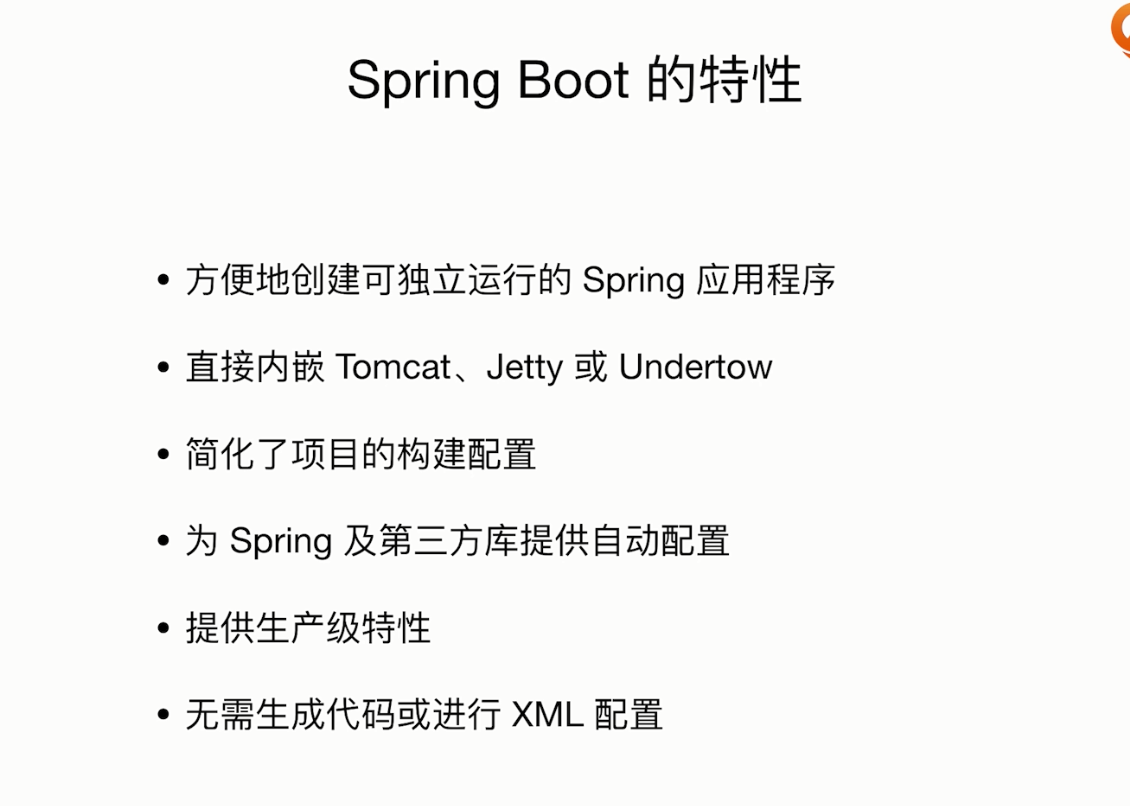 Spring Boot 的特性
• 方便地创建可独立运行的 Spring 应用程序
• 直接内嵌 Tomcat、Jetty 或 Undertow
• 简化了项目的构建配置
• 为 Spring 及第三方库提供自动配置
• 提供生产级特性
• 无需生成代码或进行 XML 配置